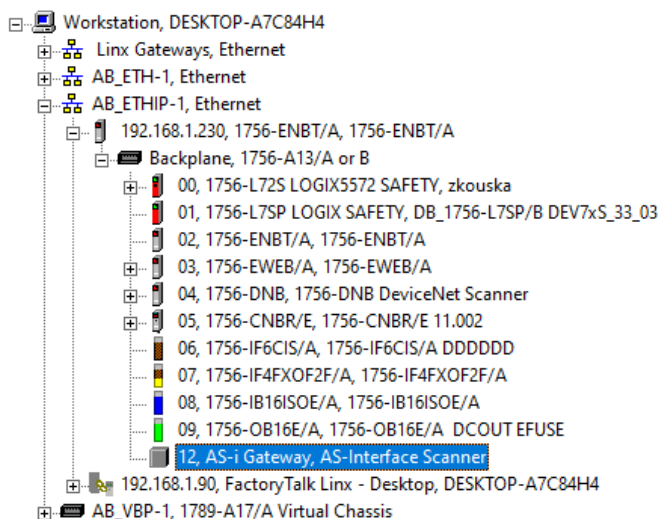 Workstation, DESKTOP-A7C84H4
Linx Gateways, Ethernet
AB_ETH-1, Ethernet
AB_ETHIP-1, Ethernet
192.168.1.230, 1756-ENBT/A, 1756-ENBT/A
Backplane, 1756-A13/A or B
00, 1756-L72S LOGIX5572 SAFETY, zkouska
01, 1756-L7SP LOGIX SAFETY, DB_1756-L7SP/B DEV7xS_33_03
02, 1756-ENBT/A, 1756-ENBT/A
03, 1756-EWEB/A, 1756-EWEB/A
04, 1756-DNB, 1756-DNB DeviceNet Scanner
05, 1756-CNBR/E, 1756-CNBR/E 11.002
06, 1756-IF6CIS/A, 1756-IF6CIS/A DDDDDD
07, 1756-IF4FXOF2F/A, 1756-IF4FXOF2F/A
08, 1756-IB16ISOE/A, 1756-IB16ISOE/A
09, 1756-OB16E/A, 1756-OB16E/A  DCOUT EFUSE
12, AS-i Gateway, AS-Interface Scanner
192.168.1.90, FactoryTalk Linx - Desktop, DESKTOP-A7C84H4
AB_VBP-1, 1789-A17/A Virtual Chassis